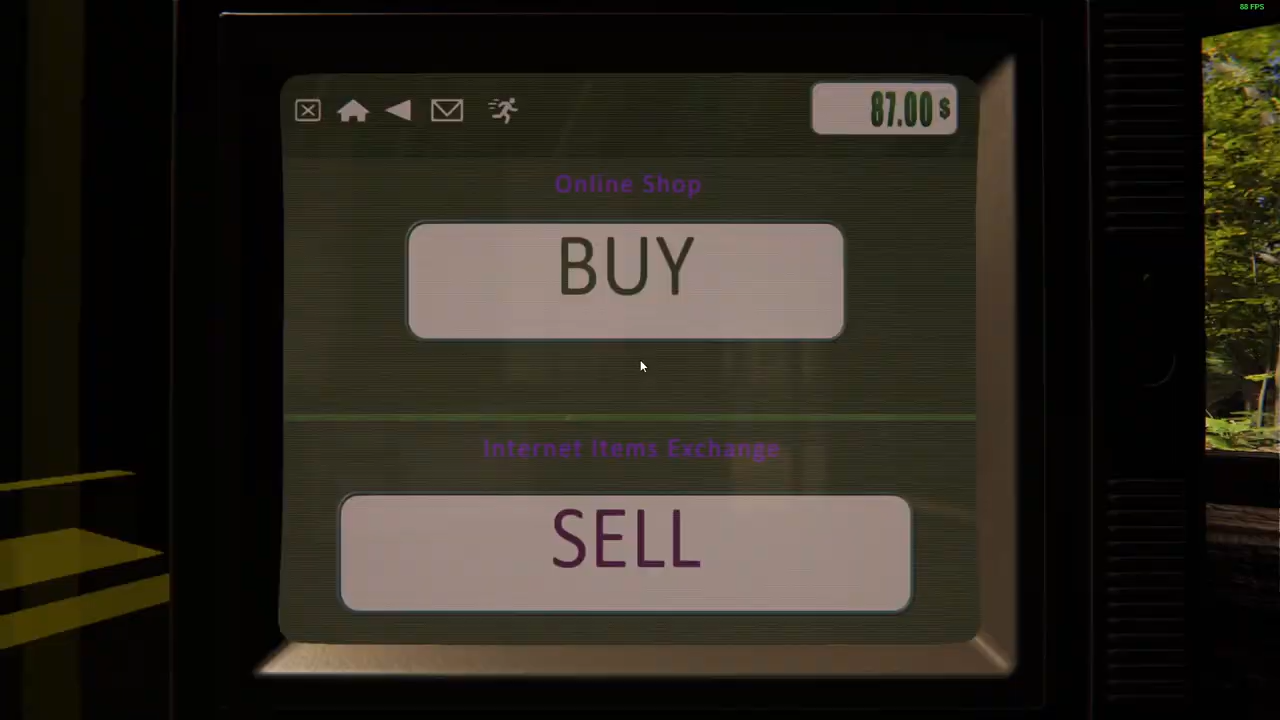 88 FPS
87.00 $
Online Shop
BUY
Internet Items Exchange
SELL